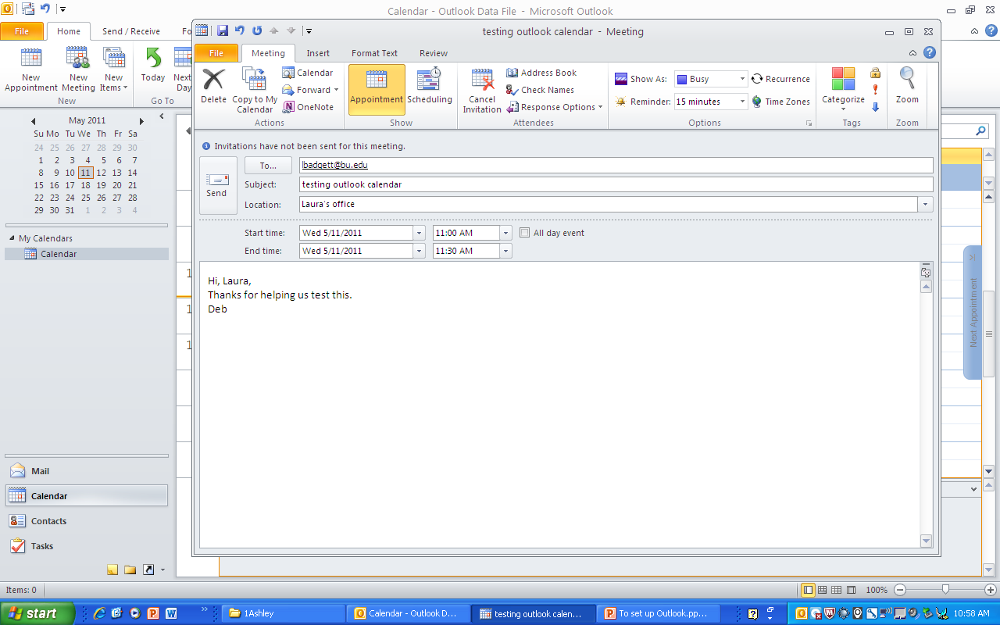 Calendar - Outlook Data File - Microsoft Outlook
File Home Send / Receive Fo
New Appointment
New Meeting
New Items
New
Today
Next
Day
Go To
testing outlook calendar - Meeting
File Meeting Insert Format Text Review
Delete
Copy to My Calendar
Calendar
Forward
OneNote
Actions
Appointment
Scheduling
Show
Cancel Invitation
Address Book
Check Names
Response Options
Attendees
Show As: Busy
Reminder: 15 minutes
Recurrence
Time Zones
Options
Categorize
Tags
Zoom
Zoom
May 2011
Su Mo Tu We Th Fr Sa
24 25 26 27 28 29 30
1 2 3 4 5 6 7
8 9 10 11 12 13 14
15 16 17 18 19 20 21
22 23 24 25 26 27 28
29 30 31 1 2 3 4
My Calendars
Calendar
Mail
Calendar
Contacts
Tasks
Invitations have not been sent for this meeting.
Send
To... lbadgett@bu.edu
Subject: testing outlook calendar
Location: Laura's office
Start time: Wed 5/11/2011 11:00 AM All day event
End time: Wed 5/11/2011 11:30 AM
Hi, Laura,
Thanks for helping us test this.
Deb
1
1
1
Next Appointment
Items: 0
100%
start 1Ashley Calendar - Outlook D... testing outlook calen... To set up Outlook.pp... 10:58 AM